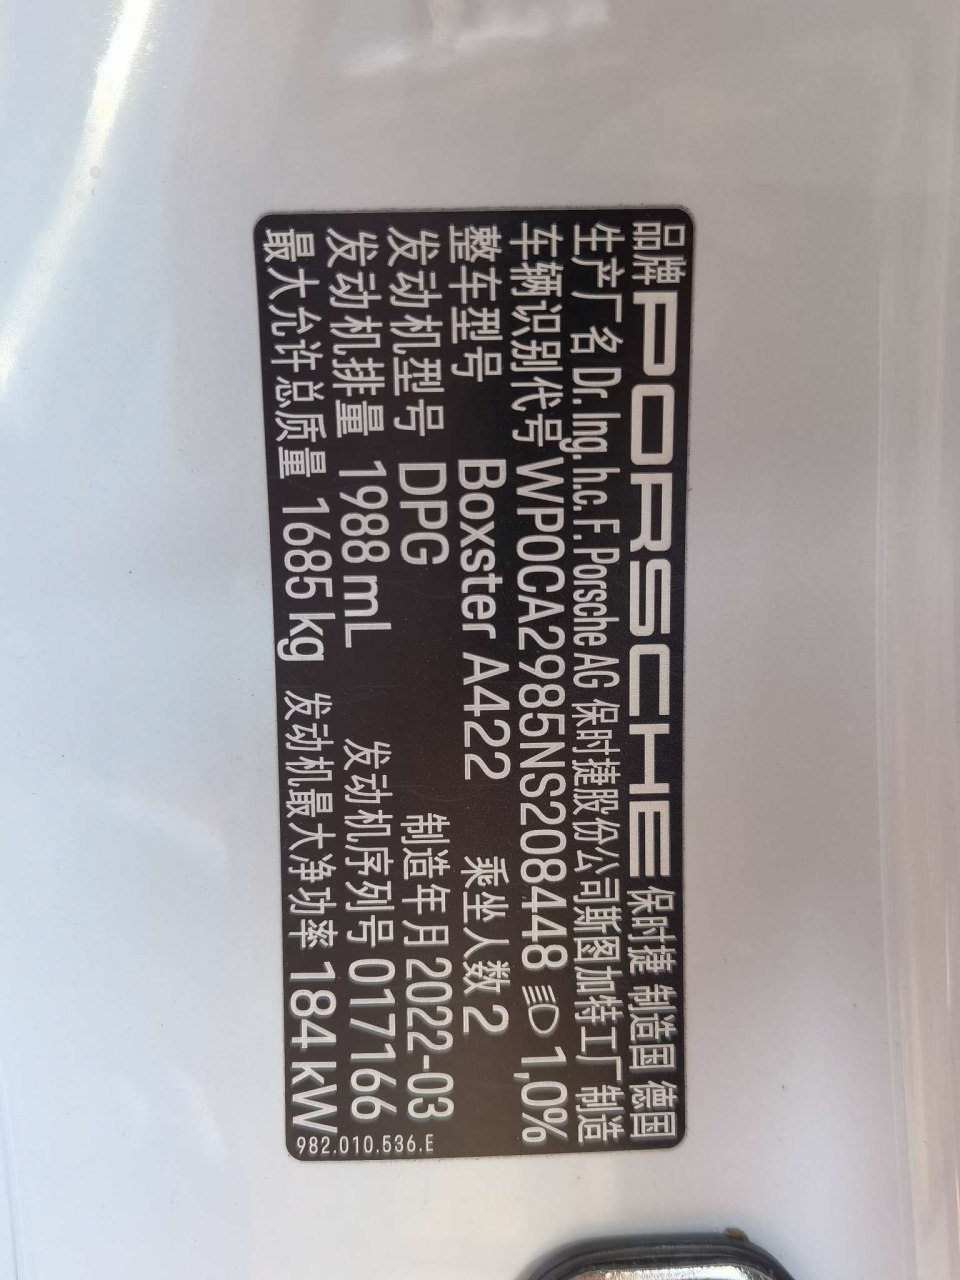 品牌 PORSCHE 保时捷 制造国 德国
生产厂名 Dr. Ing. h.c. F. Porsche AG 保时捷股份公司斯图加特工厂制造
车辆识别代号 WP0CA2985NS208448 1,0%
整车型号 Boxster A422 乘坐人数 2
发动机型号 DPG 制造年月 2022-03
发动机排量 1988 mL 发动机序列号 017166
最大允许总质量 1685 kg 发动机最大净功率 184 kW
982.010.536.E